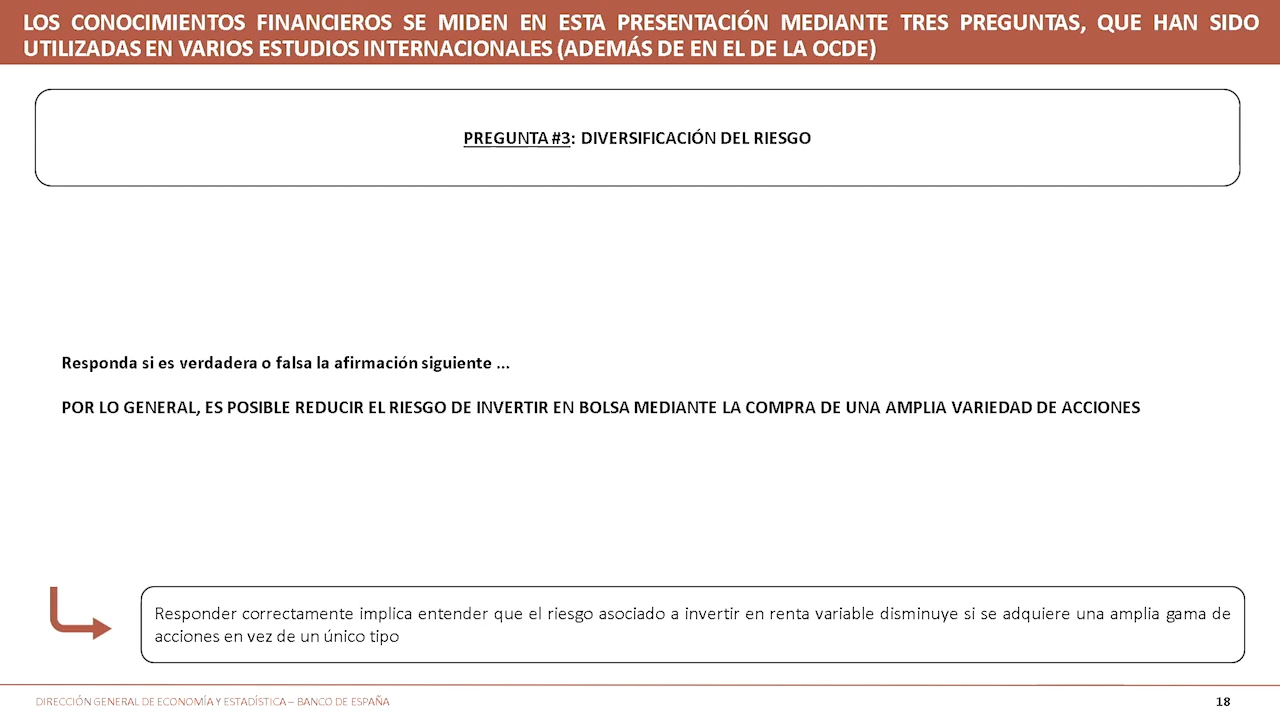 LOS CONOCIMIENTOS FINANCIEROS SE MIDEN EN ESTA PRESENTACIÓN MEDIANTE TRES PREGUNTAS, QUE HAN SIDO
UTILIZADAS EN VARIOS ESTUDIOS INTERNACIONALES (ADEMÁS DE EN EL DE LA OCDE)
PREGUNTA #3: DIVERSIFICACIÓN DEL RIESGO
Responda si es verdadera o falsa la afirmación siguiente ...
POR LO GENERAL, ES POSIBLE REDUCIR EL RIESGO DE INVERTIR EN BOLSA MEDIANTE LA COMPRA DE UNA AMPLIA VARIEDAD DE ACCIONES
Responder correctamente implica entender que el riesgo asociado a invertir en renta variable disminuye si se adquiere una amplia gama de
acciones en vez de un único tipo
DIRECCIÓN GENERAL DE ECONOMÍA Y ESTADÍSTICA – BANCO DE ESPAÑA
18